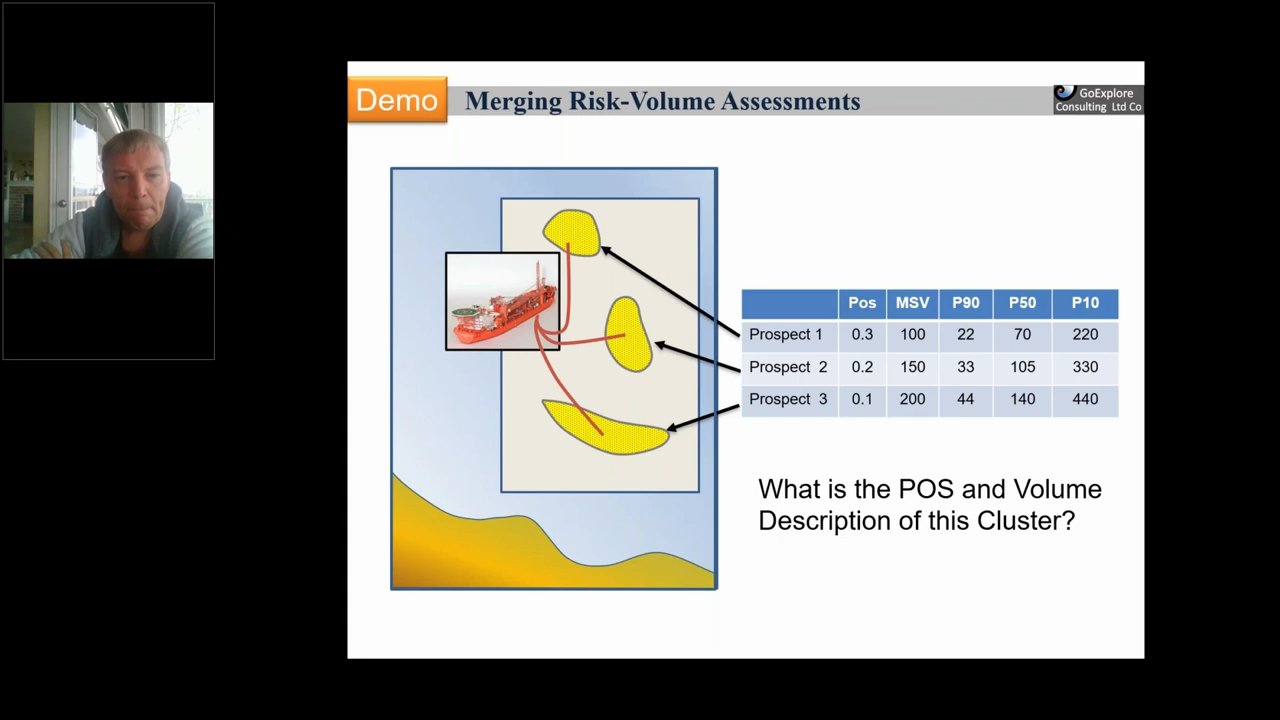 Demo
Merging Risk-Volume Assessments
GoExplore
Consulting Ltd Co
Pos MSV P90 P50 P10
Prospect 1 0.3 100 22 70 220
Prospect 2 0.2 150 33 105 330
Prospect 3 0.1 200 44 140 440
What is the POS and Volume
Description of this Cluster?